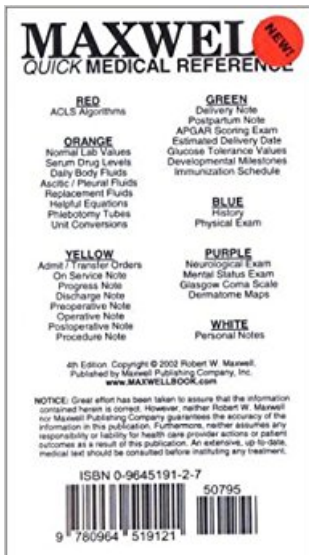 MAXWELL
NEW!
QUICK MEDICAL REFERENCE
RED
ACLS Algorithms
ORANGE
Normal Lab Values
Serum Drug Levels
Daily Body Fluids
Ascitic / Pleural Fluids
Replacement Fluids
Helpful Equations
Phlebotomy Tubes
Unit Conversions
YELLOW
Admit / Transfer Orders
On Service Note
Progress Note
Discharge Note
Preoperative Note
Operative Note
Postoperative Note
Procedure Note
GREEN
Delivery Note
Postpartum Note
APGAR Scoring Exam
Estimated Delivery Date
Glucose Tolerance Values
Developmental Milestones
Immunization Schedule
BLUE
History
Physical Exam
PURPLE
Neurological Exam
Mental Status Exam
Glasgow Coma Scale
Dermatome Maps
WHITE
Personal Notes
4th Edition. Copyright © 2002 Robert W. Maxwell.
Published by Maxwell Publishing Company, Inc.
www.MAXWELLBOOK.com
NOTICE: Great effort has been taken to assure that the information
contained herein is correct. However, neither Robert W. Maxwell
nor Maxwell Publishing Company guarantees the accuracy of the
information in this publication. Furthermore, neither assumes any
responsibility or liability for health care provider actions or patient
outcomes as a result of this publication. An extensive, up-to-date,
medical text should be consulted before instituting any treatment.
ISBN 0-9645191-2-7
50795
9 780964 519121